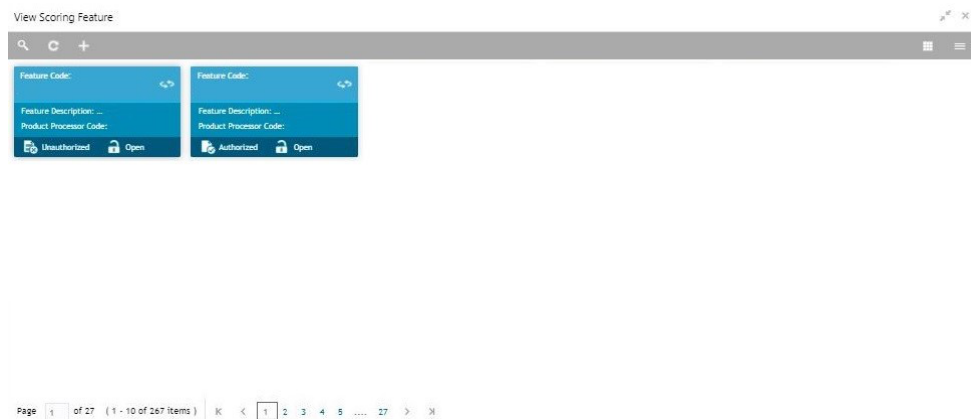 View Scoring Feature
Feature Code:
Feature Description: ...
Product Processor Code:
Unauthorized Open
Feature Code:
Feature Description: ...
Product Processor Code:
Authorized Open
Page 1 of 27 ( 1 - 10 of 267 items ) K < 1 2 3 4 5 .... 27 > X